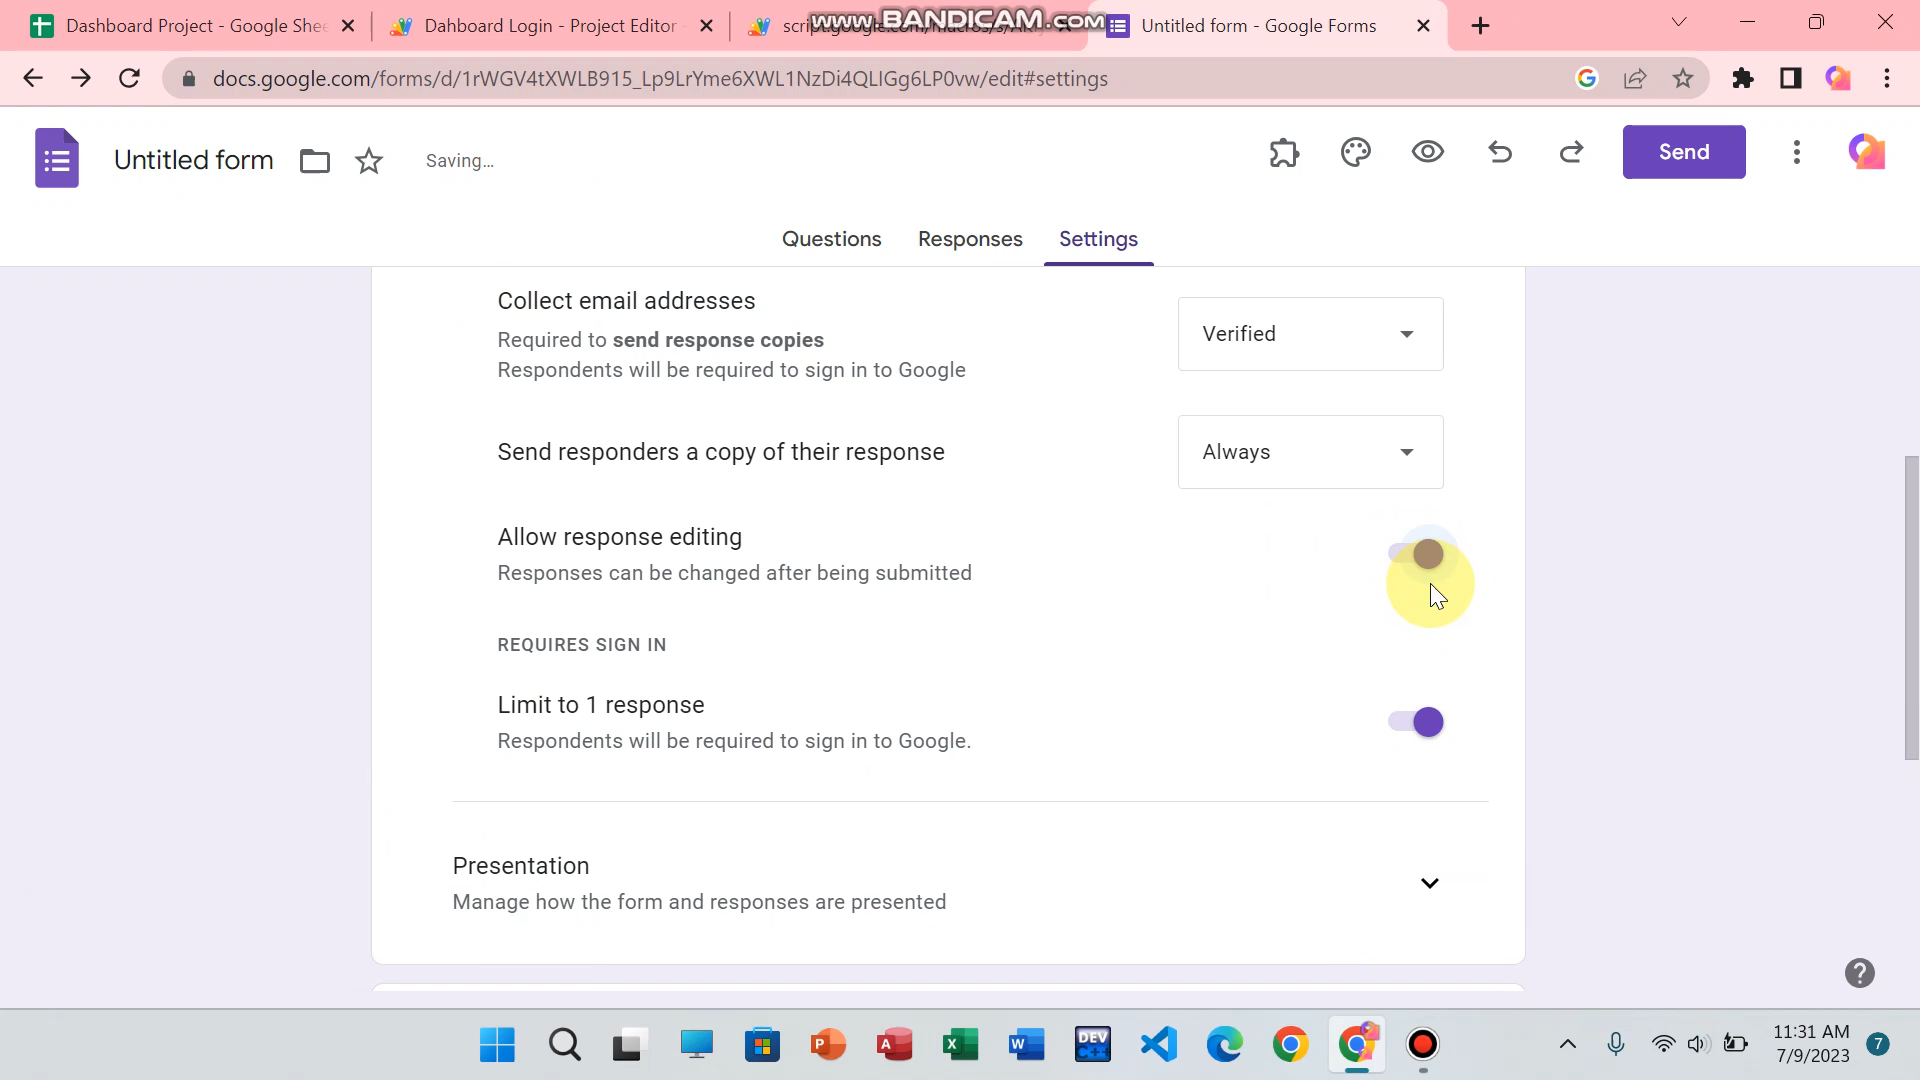 Dashboard Project - Google Shee
Dahboard Login - Project Editor -
www.BANDICAM.com
Untitled form - Google Forms
docs.google.com/forms/d/1rWGV4tXWLB915_Lp9LrYme6XWL1NzDi4QLIGg6LP0vw/edit#settings
Untitled form
Saving...
Send
Questions
Responses
Settings
Collect email addresses
Required to send response copies
Respondents will be required to sign in to Google
Verified
Send responders a copy of their response
Always
Allow response editing
Responses can be changed after being submitted
REQUIRES SIGN IN
Limit to 1 response
Respondents will be required to sign in to Google.
Presentation
Manage how the form and responses are presented
DEV
C++
11:31 AM
7/9/2023
7